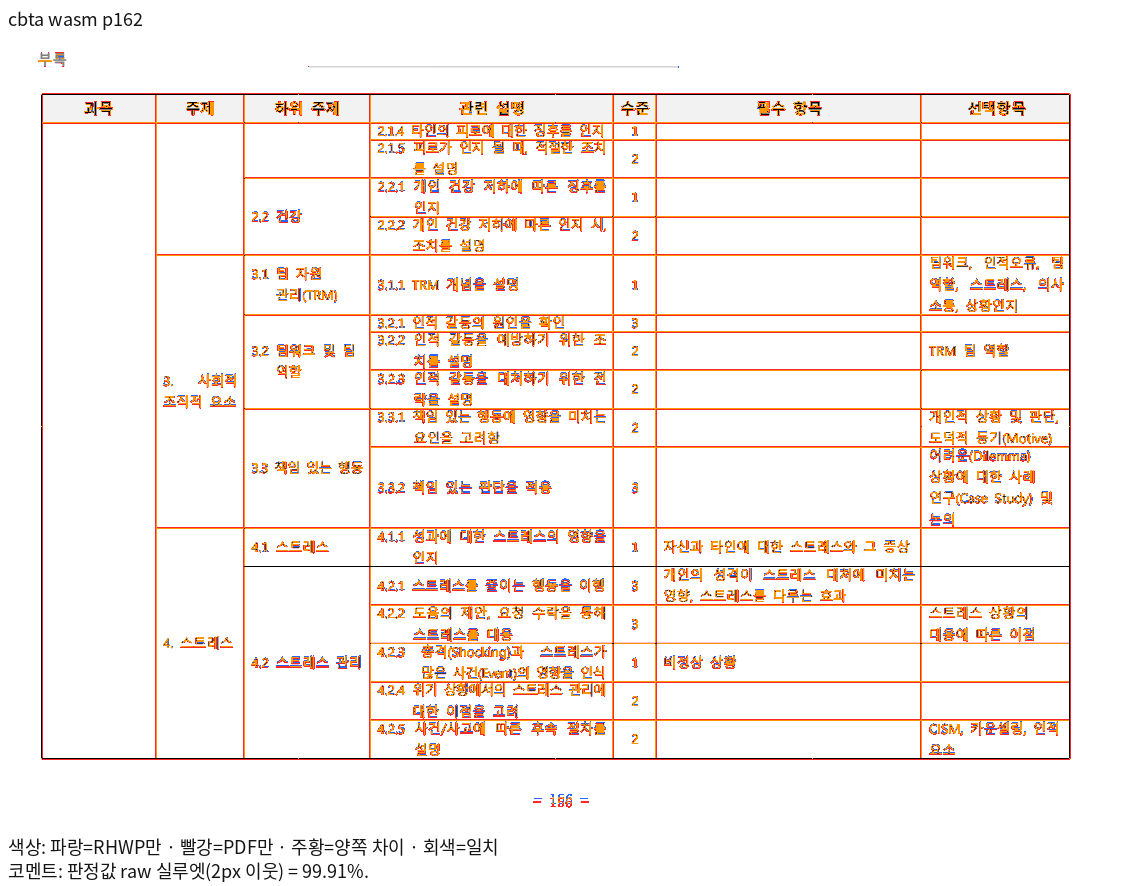 cbta wasm p162
부록
과목 주제 하위 주제 관련 설명 수준 필수 항목 선택항목
2.1.4 타인의 피로에 대한 징후를 인지 1
2.1.5 피로가 인지 될 때, 적절한 조치
를 설명
2
2.2 건강
2.2.1 개인 건강 저하에 따른 징후를
인지
1
2.2.2 개인 건강 저하에 따른 인지 시,
조치를 설명
2
3. 사회적
조직적 요소
3.1 팀 자원
관리(TRM)
3.1.1 TRM 개념을 설명
1
팀워크, 인적오류, 팀
역할, 스트레스, 의사
소통, 상황인지
3.2 팀워크 및 팀
역할
3.2.1 인적 갈등의 원인을 확인 3
3.2.2 인적 갈등을 예방하기 위한 조
치를 설명
2
TRM 팀 역할
3.2.3 인적 갈등을 대처하기 위한 전
략을 설명
2
3.3 책임 있는 행동
3.3.1 책임 있는 행동에 영향을 미치는
요인을 고려함
2
개인적 상황 및 판단,
도덕적 동기(Motive)
3.3.2 책임 있는 판단을 적용
3
어려움(Dilemma)
상황에 대한 사례
연구(Case Study) 및
논의
4. 스트레스
4.1 스트레스
4.1.1 성과에 대한 스트레스의 영향을
인지
1
자신과 타인에 대한 스트레스와 그 증상
4.2 스트레스 관리
4.2.1 스트레스를 줄이는 행동을 이행
3
개인의 성격이 스트레스 대처에 미치는
영향, 스트레스를 다루는 효과
4.2.2 도움의 제안, 요청 수락을 통해
스트레스를 대응
3
스트레스 상황의
대응에 따른 이점
4.2.3 충격(Shocking)과 스트레스가
많은 사건(Event)의 영향을 인식
1
비정상 상황
4.2.4 위기 상황에서의 스트레스 관리에
대한 이점을 고려
2
4.2.5 사건/사고에 따른 후속 절차를
설명
2
CISM, 카운셀링, 인적
요소
색상: 파랑=RHWP만 · 빨강=PDF만 · 주황=양쪽 차이 · 회색=일치
코멘트: 판정값 raw 실루엣(2px 이웃) = 99.91%.